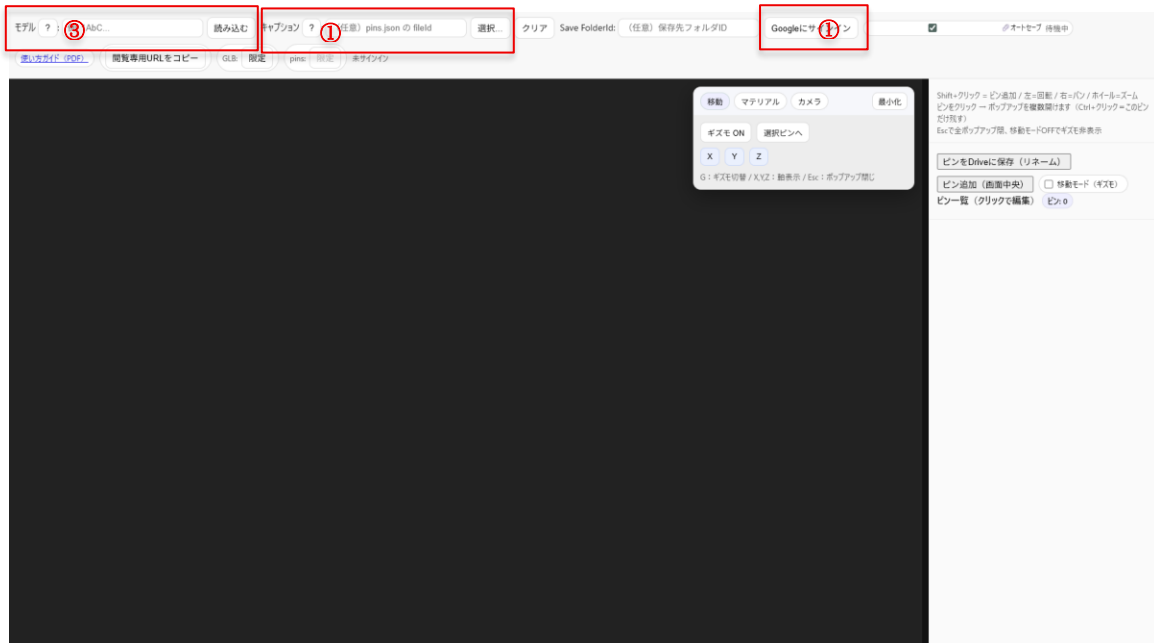 モデル ? : ③ AbC... 読み込む キャプション ? ① (任意) pins.json の fileId 選択... クリア Save FolderId: (任意) 保存先フォルダID Googleにサインイン ① オートセーブ 待機中
使い方ガイド (PDF) 閲覧専用URLをコピー GLB: 限定 pins: 限定 未サインイン
移動 マテリアル カメラ 最小化
ギズモ ON 選択ピンへ
X Y Z
G:ギズモ切替 / X,Y,Z:軸表示 / Esc:ポップアップ閉じ
Shift+クリック = ピン追加 / 左=回転 / 右=パン / ホイール=ズーム
ピンをクリック → ポップアップを複数開けます (Ctrl+クリック=このピン
だけ残す)
Escで全ポップアップ閉、移動モードOFFでギズモ非表示
ピンをDriveに保存 (リネーム)
ピン追加 (画面中央) 移動モード (ギズモ)
ピン一覧 (クリックで編集) ピン: 0